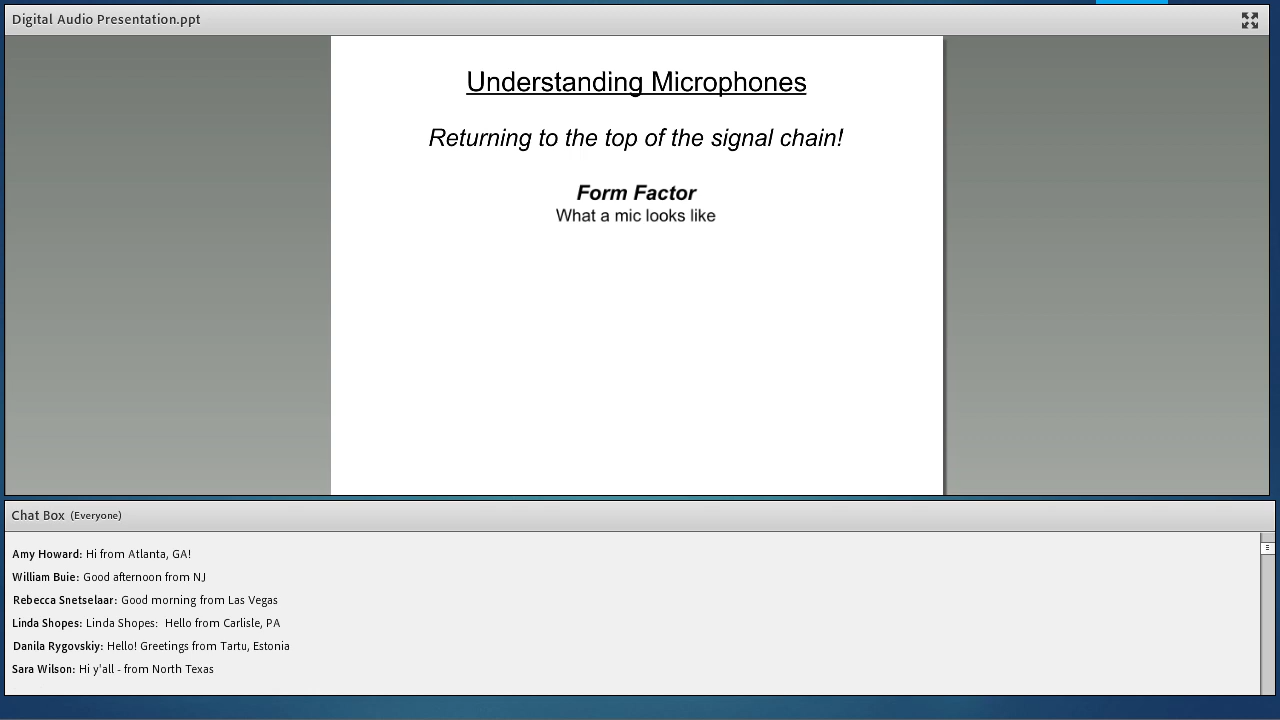 Digital Audio Presentation.ppt
Understanding Microphones
Returning to the top of the signal chain!
Form Factor
What a mic looks like
Chat Box (Everyone)
Amy Howard: Hi from Atlanta, GA!
William Buie: Good afternoon from NJ
Rebecca Snetselaar: Good morning from Las Vegas
Linda Shopes: Linda Shopes: Hello from Carlisle, PA
Danila Rygovskiy: Hello! Greetings from Tartu, Estonia
Sara Wilson: Hi y'all - from North Texas